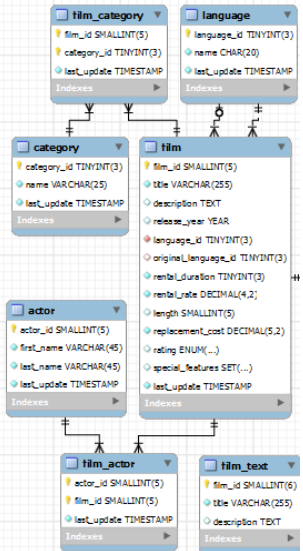 film_category
film_id SMALLINT(5)
category_id TINYINT(3)
last_update TIMESTAMP
Indexes
language
language_id TINYINT(3)
name CHAR(20)
last_update TIMESTAMP
Indexes
category
category_id TINYINT(3)
name VARCHAR(25)
last_update TIMESTAMP
Indexes
film
film_id SMALLINT(5)
title VARCHAR(255)
description TEXT
release_year YEAR
language_id TINYINT(3)
original_language_id TINYINT(3)
rental_duration TINYINT(3)
rental_rate DECIMAL(4,2)
length SMALLINT(5)
replacement_cost DECIMAL(5,2)
rating ENUM(...)
special_features SET(...)
last_update TIMESTAMP
Indexes
actor
actor_id SMALLINT(5)
first_name VARCHAR(45)
last_name VARCHAR(45)
last_update TIMESTAMP
Indexes
film_actor
actor_id SMALLINT(5)
film_id SMALLINT(5)
last_update TIMESTAMP
Indexes
film_text
film_id SMALLINT(6)
title VARCHAR(255)
description TEXT
Indexes